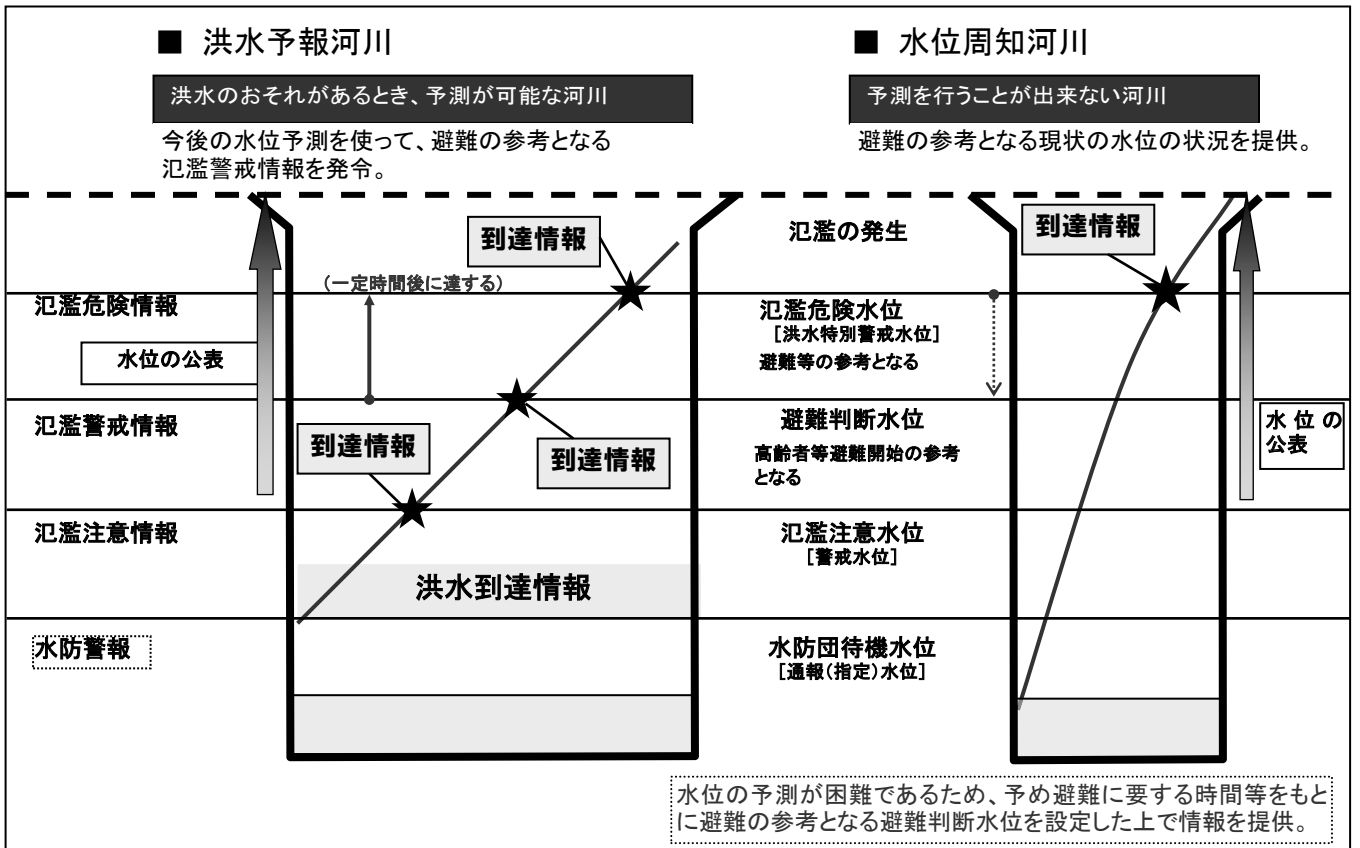 ■ 洪水予報河川
洪水のおそれがあるとき、予測が可能な河川
今後の水位予測を使って、避難の参考となる
氾濫警戒情報を発令。
■ 水位周知河川
予測を行うことが出来ない河川
避難の参考となる現状の水位の状況を提供。
到達情報
氾濫の発生
到達情報
(一定時間後に達する)
氾濫危険情報
水位の公表
氾濫危険水位
[洪水特別警戒水位]
避難等の参考となる
氾濫警戒情報
到達情報
到達情報
避難判断水位
高齢者等避難開始の参考
となる
水位の
公表
氾濫注意情報
洪水到達情報
氾濫注意水位
[警戒水位]
水防警報
水防団待機水位
[通報(指定)水位]
水位の予測が困難であるため、予め避難に要する時間等をもと
に避難の参考となる避難判断水位を設定した上で情報を提供。